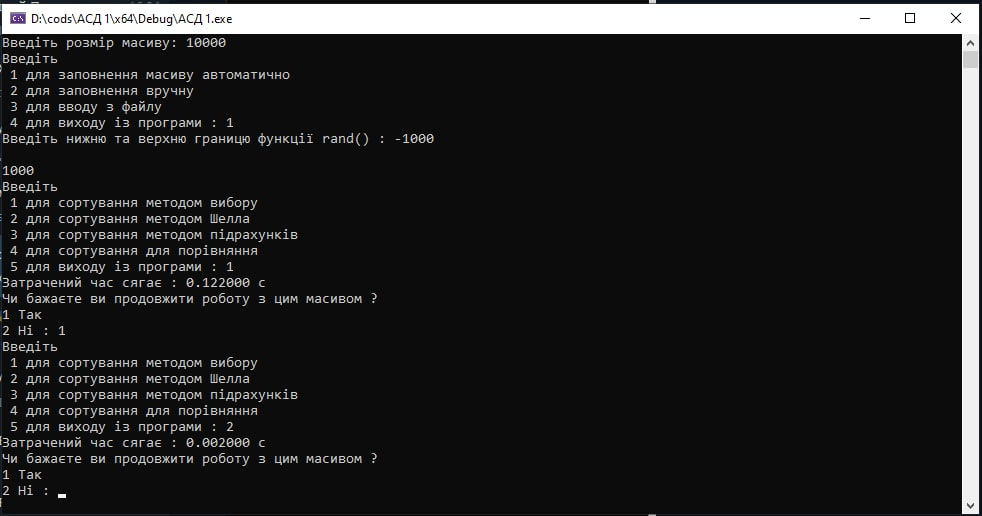 D:\cods\АСД 1\x64\Debug\АСД 1.exe
Введіть розмір масиву: 10000
Введіть
1 для заповнення масиву автоматично
2 для заповнення вручну
3 для вводу з файлу
4 для виходу із програми : 1
Введіть нижню та верхню границю функції rand() : -1000
1000
Введіть
1 для сортування методом вибору
2 для сортування методом Шелла
3 для сортування методом підрахунків
4 для сортування для порівняння
5 для виходу із програми : 1
Затрачений час сягає : 0.122000 с
Чи бажаєте ви продовжити роботу з цим масивом ?
1 Так
2 Ні : 1
Введіть
1 для сортування методом вибору
2 для сортування методом Шелла
3 для сортування методом підрахунків
4 для сортування для порівняння
5 для виходу із програми : 2
Затрачений час сягає : 0.002000 с
Чи бажаєте ви продовжити роботу з цим масивом ?
1 Так
2 Ні :